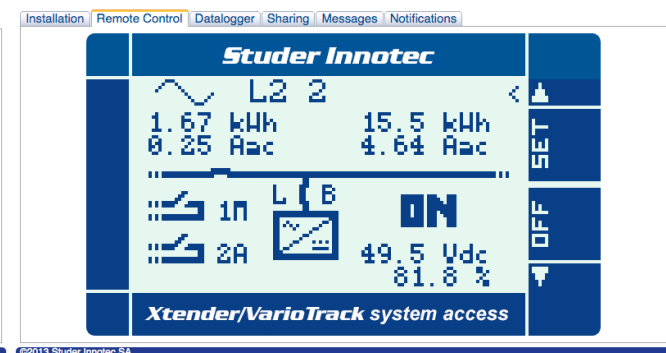 Installation Remote Control Datalogger Sharing Messages Notifications
Studer Innotec
L2 2 <
1.67 kWh 15.5 kWh
0.25 Aac 4.64 Aac
SET
L B
1П ON
OFF
2A 49.5 Vdc
81.8 %
Xtender/VarioTrack system access
©2013 Studer Innotec SA